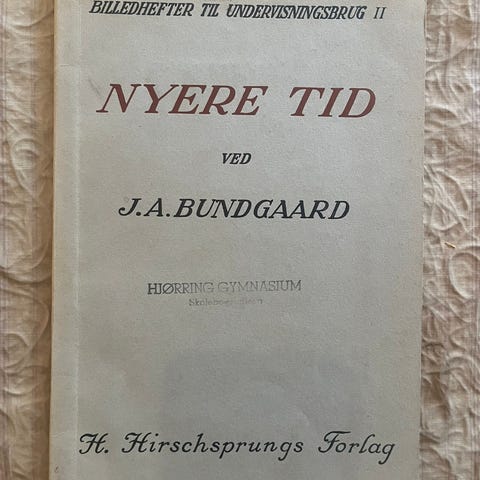 BILLEDHEFTER TIL UNDERVISNINGSBRUG II
NYERE TID
VED
J.A.BUNDGAARD
HJØRRING GYMNASIUM
H. Hirschsprungs Forlag